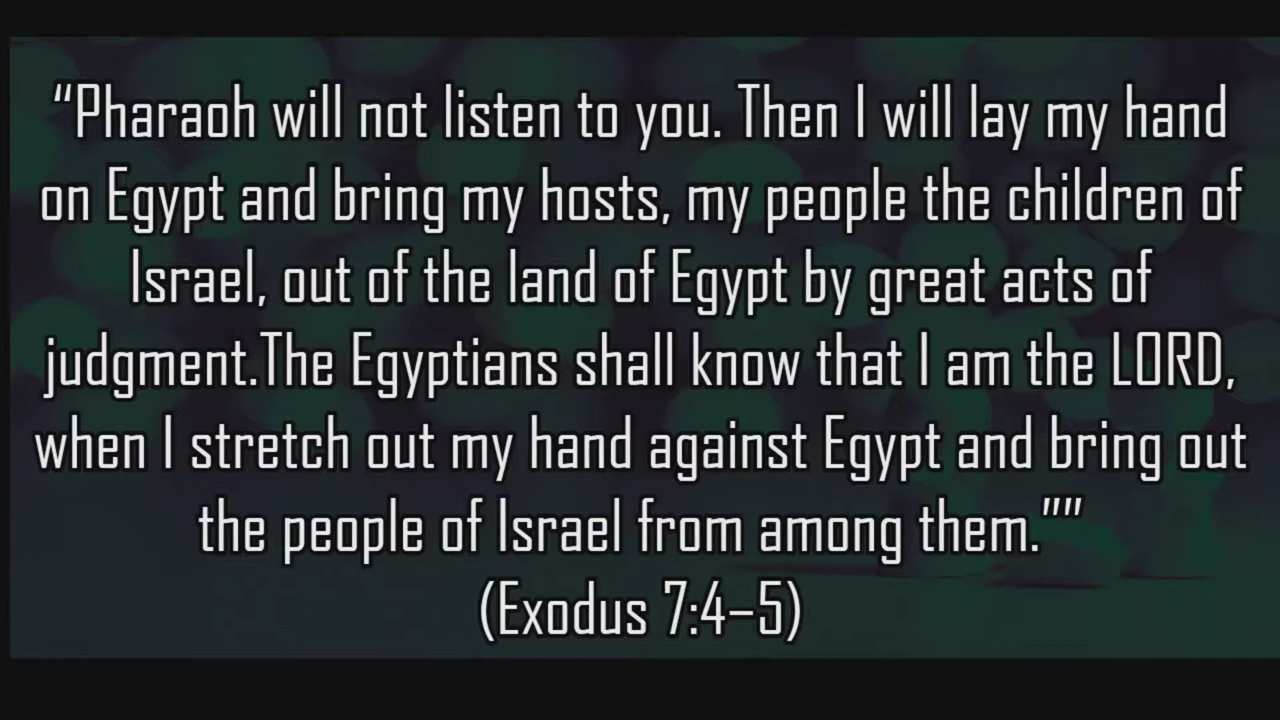 “Pharaoh will not listen to you. Then I will lay my hand
on Egypt and bring my hosts, my people the children of
Israel, out of the land of Egypt by great acts of
judgment.The Egyptians shall know that I am the LORD,
when I stretch out my hand against Egypt and bring out
the people of Israel from among them.””
(Exodus 7:4–5)